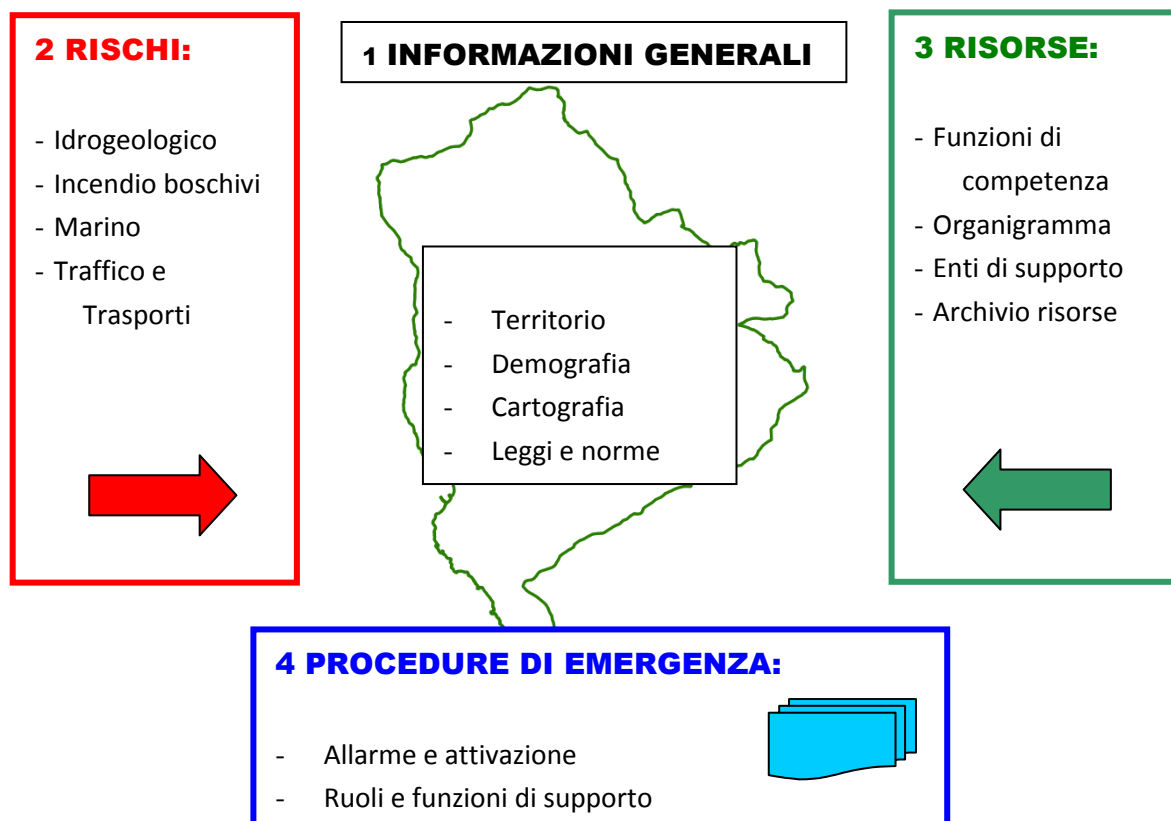 1 INFORMAZIONI GENERALI
- Territorio
- Demografia
- Cartografia
- Leggi e norme
2 RISCHI:
- Idrogeologico
- Incendio boschivi
- Marino
- Traffico e
Trasporti
3 RISORSE:
- Funzioni di
competenza
- Organigramma
- Enti di supporto
- Archivio risorse
4 PROCEDURE DI EMERGENZA:
- Allarme e attivazione
- Ruoli e funzioni di supporto